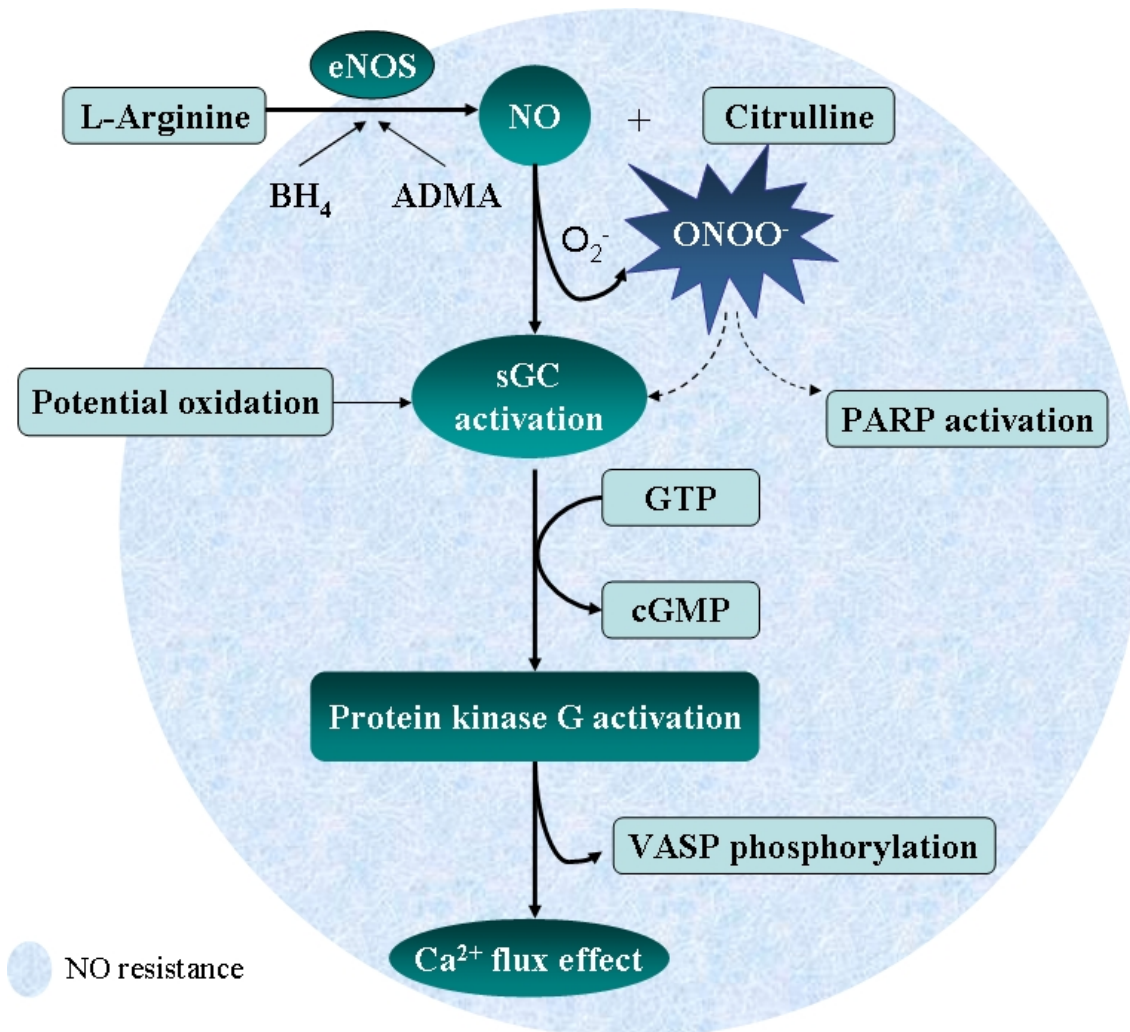 eNOS
L-Arginine
NO
+
Citrulline
BH₄
ADMA
O₂⁻
ONOO⁻
sGC
activation
Potential oxidation
PARP activation
GTP
cGMP
Protein kinase G activation
VASP phosphorylation
Ca²⁺ flux effect
NO resistance